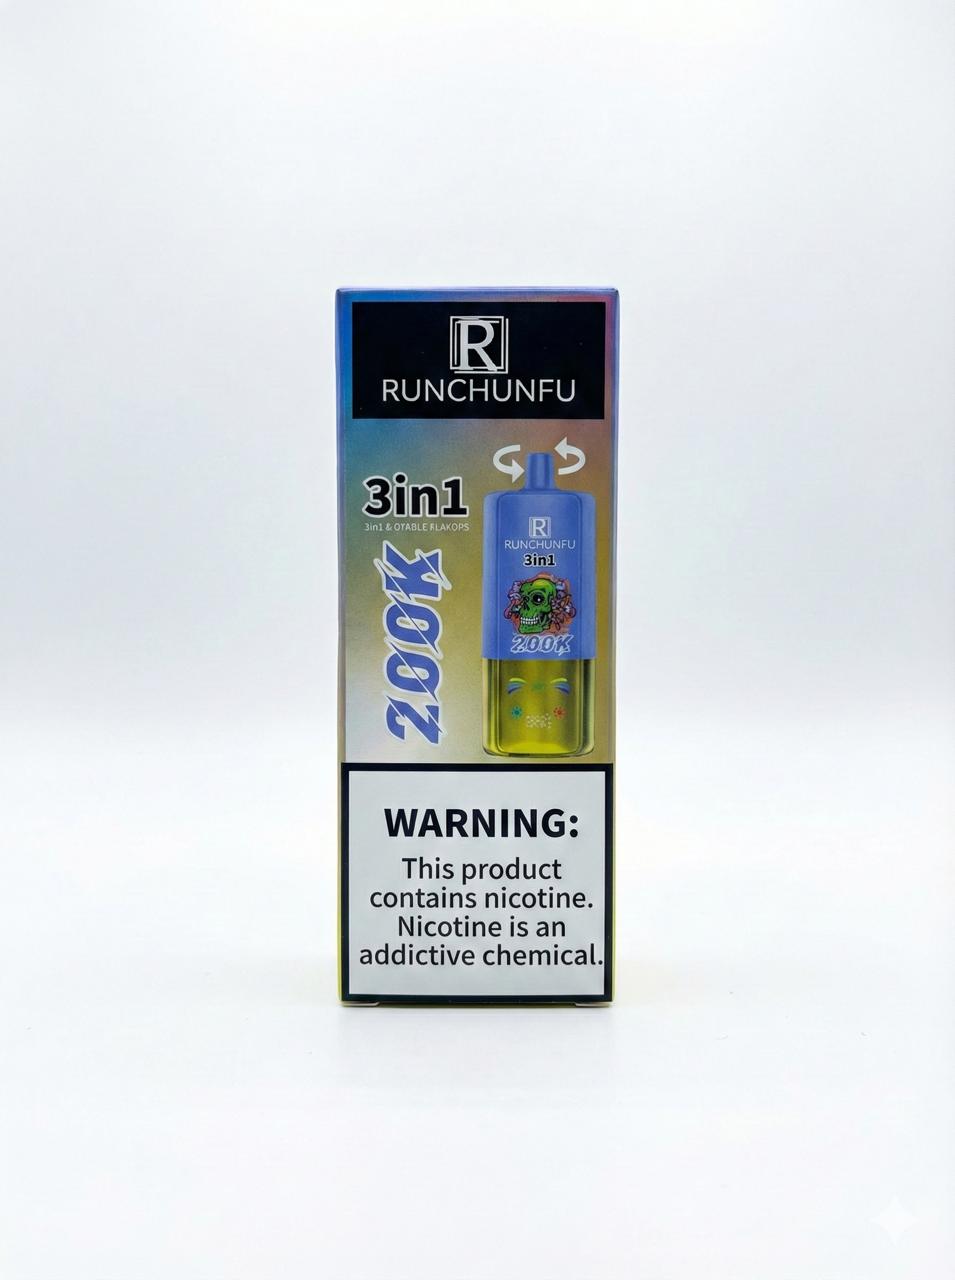 R
RUNCHUNFU
3in1
3in1 & OTABLE FLAKOPS
200K
R
RUNCHUNFU
3in1
200K
WARNING:
This product
contains nicotine.
Nicotine is an
addictive chemical.